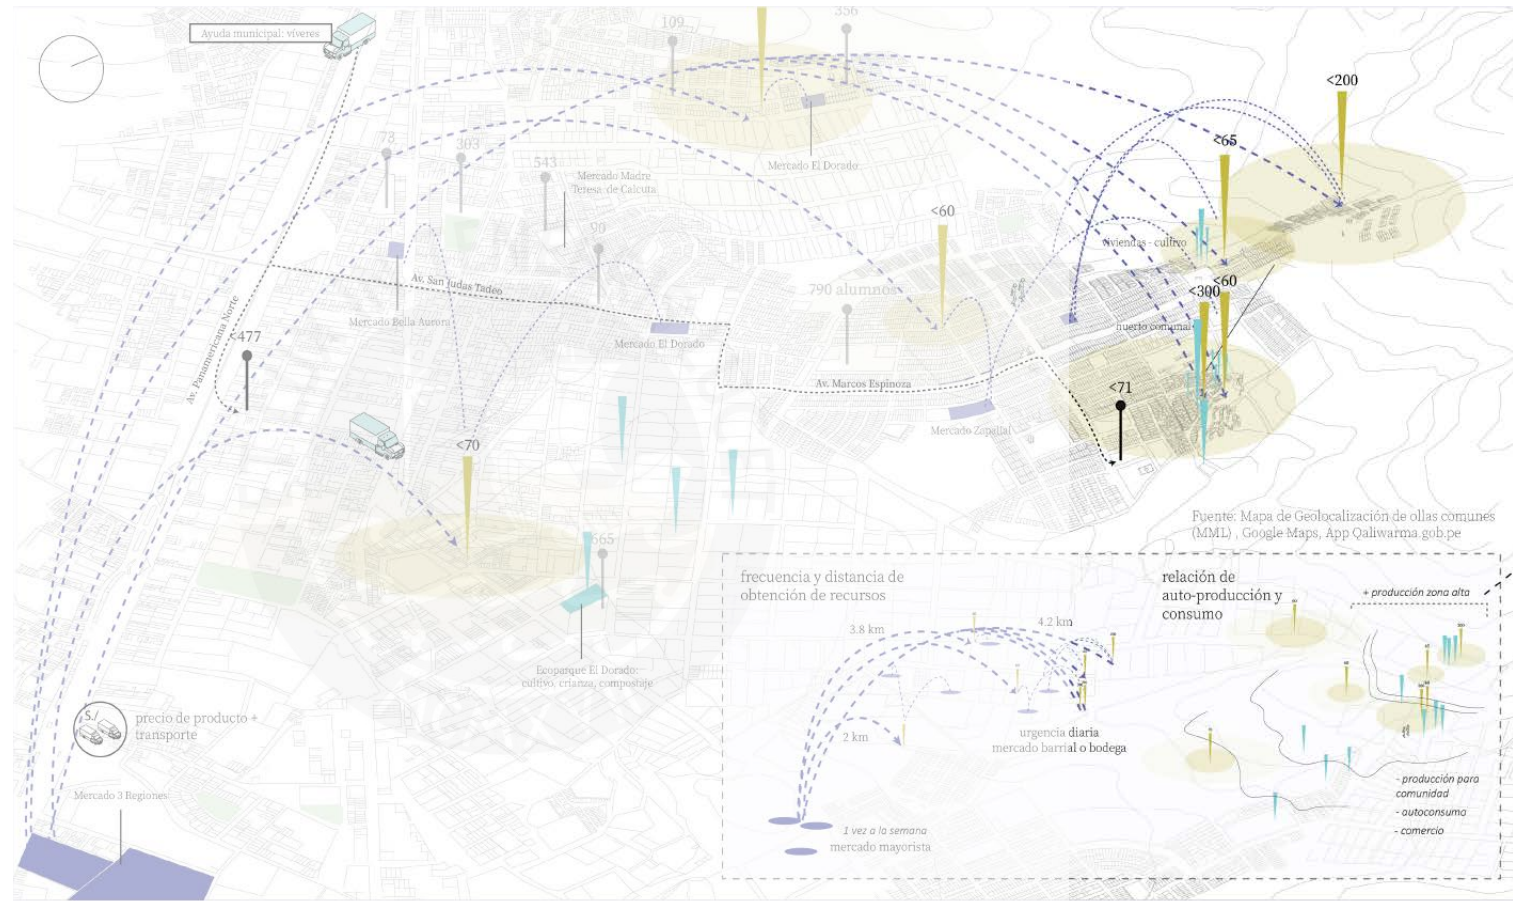 Ayuda municipal: víveres
109
356
<200
73
303
543
Mercado Madre
Teresa de Calcuta
Mercado El Dorado
<65
90
<60
viviendas - cultivo
Av. San Judas Tadeo
790 alumnos
<60
<300
Av. Panamericana Norte
Mercado Bella Aurora
<477
Mercado El Dorado
huerto comunal
Av. Marcos Espinoza
<71
Mercado Zapallal
<70
Fuente: Mapa de Geolocalización de ollas comunes
(MML) , Google Maps, App Qaliwarma.gob.pe
665
Ecoparque El Dorado:
cultivo, crianza, compostaje
precio de producto +
transporte
S./
Mercado 3 Regiones
frecuencia y distancia de
obtención de recursos
3.8 km
4.2 km
2 km
urgencia diaria
mercado barrial o bodega
1 vez a la semana
mercado mayorista
relación de
auto-producción y
consumo
+ producción zona alta
- producción para
comunidad
- autoconsumo
- comercio